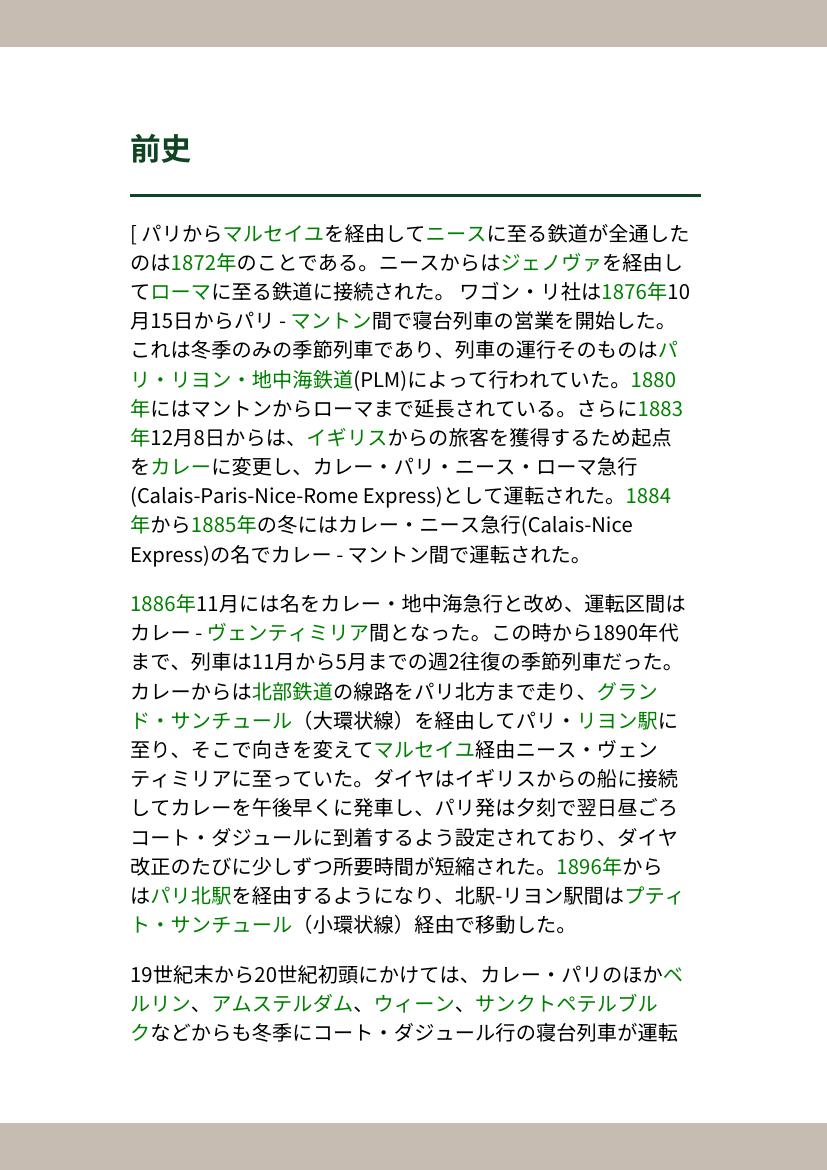 前史
[ パリからマルセイユを経由してニースに至る鉄道が全通した
のは1872年のことである。ニースからはジェノヴァを経由し
てローマに至る鉄道に接続された。 ワゴン・リ社は1876年10
月15日からパリ - マントン間で寝台列車の営業を開始した。
これは冬季のみの季節列車であり、列車の運行そのものはパ
リ・リヨン・地中海鉄道(PLM)によって行われていた。1880
年にはマントンからローマまで延長されている。さらに1883
年12月8日からは、イギリスからの旅客を獲得するため起点
をカレーに変更し、カレー・パリ・ニース・ローマ急行
(Calais-Paris-Nice-Rome Express)として運転された。1884
年から1885年の冬にはカレー・ニース急行(Calais-Nice
Express)の名でカレー - マントン間で運転された。
1886年11月には名をカレー・地中海急行と改め、運転区間は
カレー - ヴェンティミリア間となった。この時から1890年代
まで、列車は11月から5月までの週2往復の季節列車だった。
カレーからは北部鉄道の線路をパリ北方まで走り、グラン
ド・サンチュール（大環状線）を経由してパリ・リヨン駅に
至り、そこで向きを変えてマルセイユ経由ニース・ヴェン
ティミリアに至っていた。ダイヤはイギリスからの船に接続
してカレーを午後早くに発車し、パリ発は夕刻で翌日昼ごろ
コート・ダジュールに到着するよう設定されており、ダイヤ
改正のたびに少しずつ所要時間が短縮された。1896年から
はパリ北駅を経由するようになり、北駅-リヨン駅間はプティ
ト・サンチュール（小環状線）経由で移動した。
19世紀末から20世紀初頭にかけては、カレー・パリのほかベ
ルリン、アムステルダム、ウィーン、サンクトペテルブル
クなどからも冬季にコート・ダジュール行の寝台列車が運転